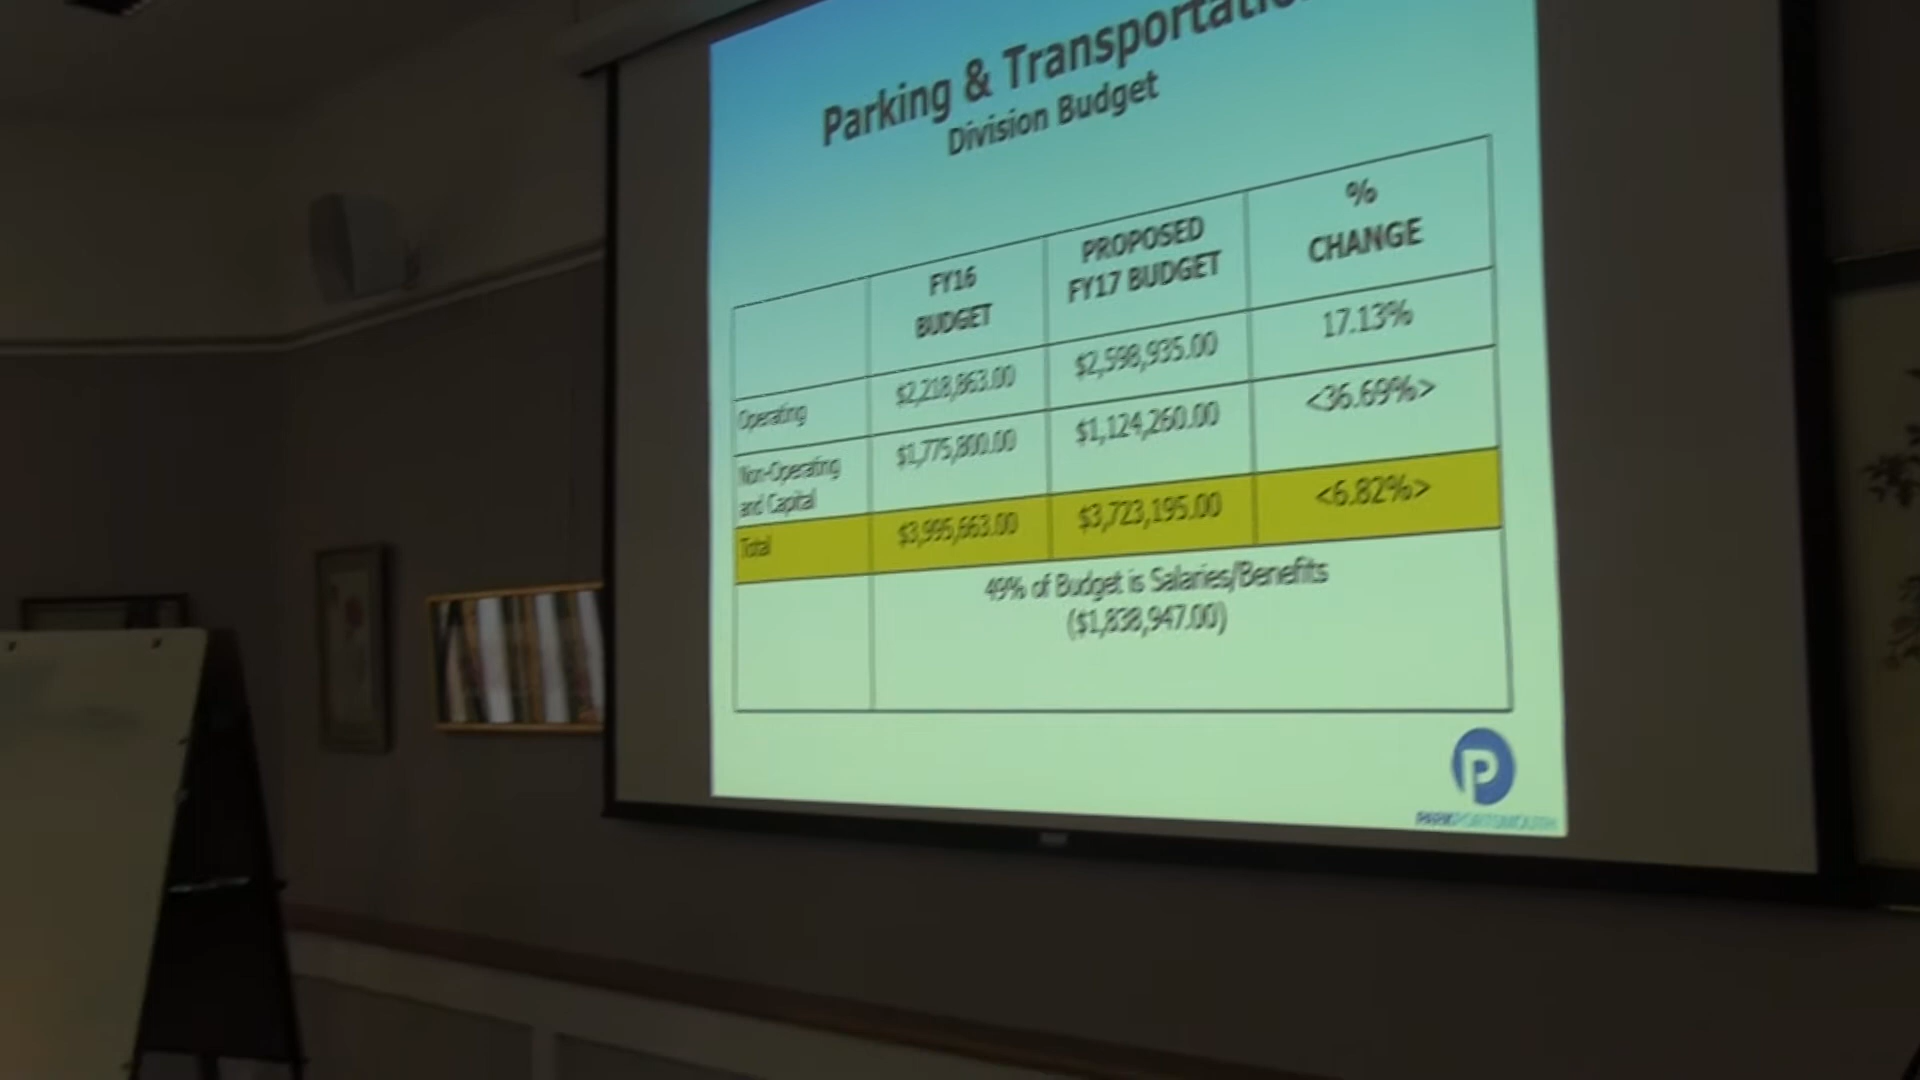 Parking & Transportatio
Division Budget
FY16 BUDGET
PROPOSED FY17 BUDGET
% CHANGE
Operating $2,218,863.00 $2,598,935.00 17.13%
Non-Operating and Capital $1,775,800.00 $1,124,260.00 <36.69%>
Total $3,995,663.00 $3,723,195.00 <6.82%>
49% of Budget is Salaries/Benefits
($1,838,947.00)
P
PARKPORTSMOUTH